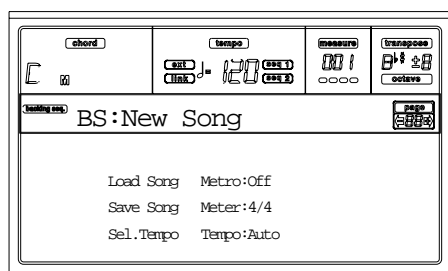 chord tempo measure transpose
ext seq 1
link ♩= 120 seq 2 001 ±8
C M octave
backing seq. BS:New Song page
Load Song Metro:Off
Save Song Meter:4/4
Sel.Tempo Tempo:Auto